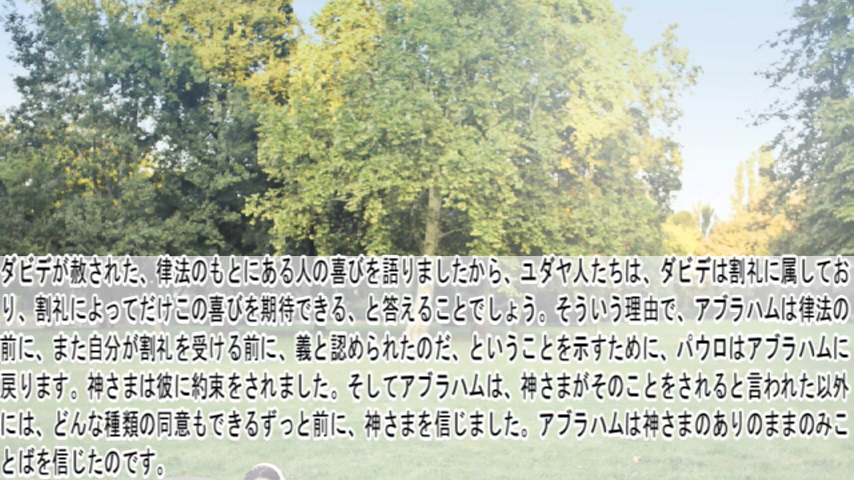 ダビデが赦された、律法のもとにある人の喜びを語りましたから、ユダヤ人たちは、ダビデは割礼に属してお
り、割礼によってだけこの喜びを期待できる、と答えることでしょう。そういう理由で、アブラハムは律法の
前に、また自分が割礼を受ける前に、義と認められたのだ、ということを示すために、パウロはアブラハムに
戻ります。神さまは彼に約束をされました。そしてアブラハムは、神さまがそのことをされると言われた以外
には、どんな種類の同意もできるずっと前に、神さまを信じました。アブラハムは神さまのありのままのみこ
とばを信じたのです。